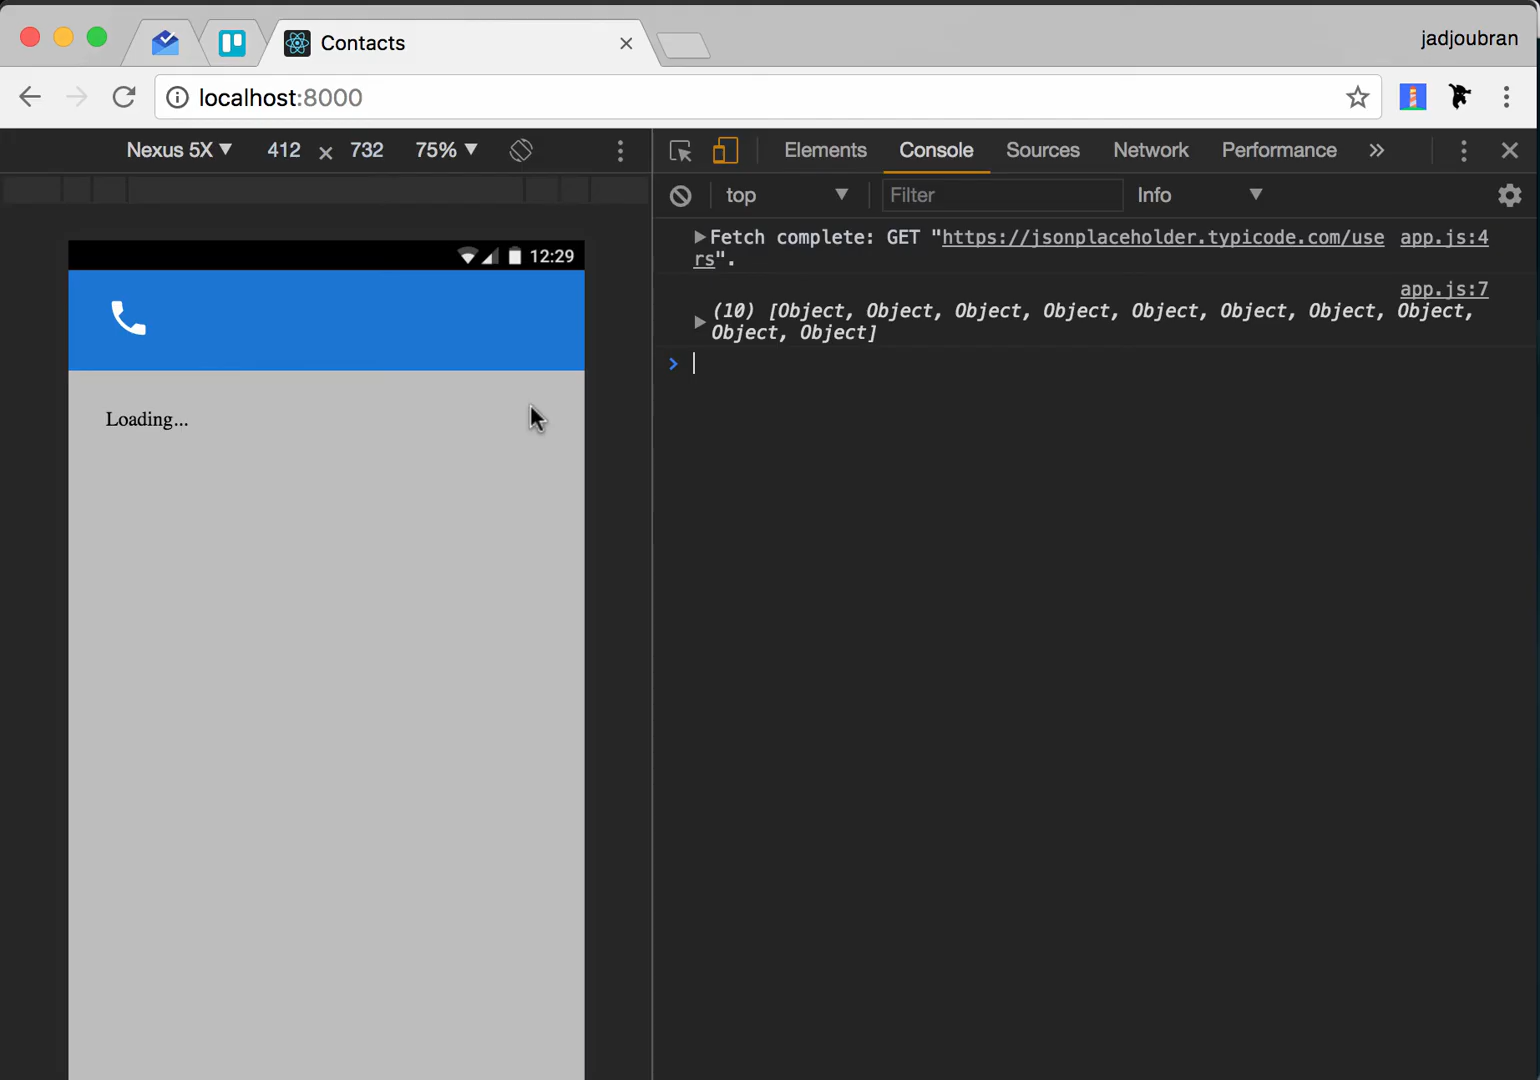 Contacts
jadjoubran
localhost:8000
Nexus 5X 412 x 732 75%
Elements Console Sources Network Performance
top Filter Info
Fetch complete: GET "https://jsonplaceholder.typicode.com/use app.js:4
rs".
app.js:7
(10) [Object, Object, Object, Object, Object, Object, Object, Object,
Object, Object]
>
12:29
Loading...